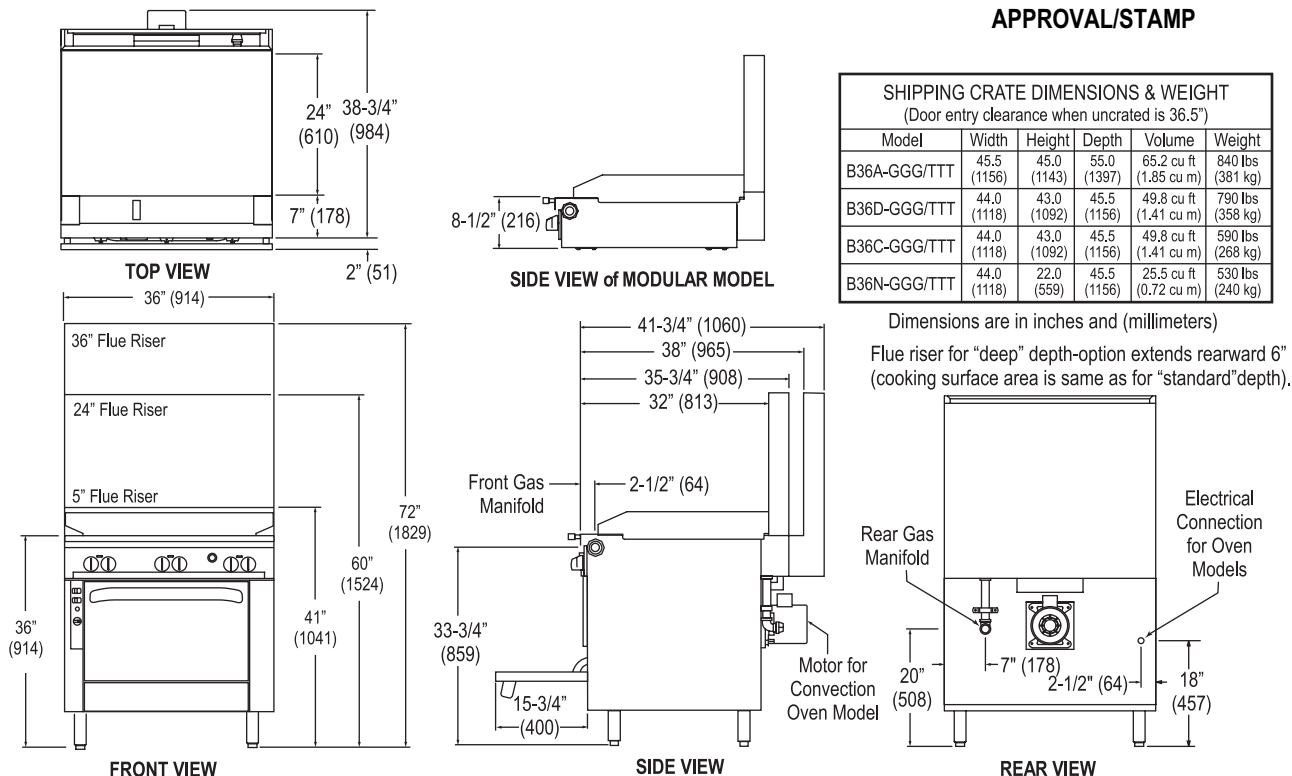 APPROVAL/STAMP
24”
(610)
38-3/4”
(984)
7” (178)
2” (51)
TOP VIEW
8-1/2” (216)
SIDE VIEW of MODULAR MODEL
SHIPPING CRATE DIMENSIONS & WEIGHT
(Door entry clearance when uncrated is 36.5”)
Model Width Height Depth Volume Weight
B36A-GGG/TTT 45.5 45.0 55.0 65.2 cu ft 840 lbs
(1156) (1143) (1397) (1.85 cu m) (381 kg)
B36D-GGG/TTT 44.0 43.0 45.5 49.8 cu ft 790 lbs
(1118) (1092) (1156) (1.41 cu m) (358 kg)
B36C-GGG/TTT 44.0 43.0 45.5 49.8 cu ft 590 lbs
(1118) (1092) (1156) (1.41 cu m) (268 kg)
B36N-GGG/TTT 44.0 22.0 45.5 25.5 cu ft 530 lbs
(1118) (559) (1156) (0.72 cu m) (240 kg)
Dimensions are in inches and (millimeters)
Flue riser for “deep” depth-option extends rearward 6”
(cooking surface area is same as for “standard”depth).
36” (914)
36” Flue Riser
24” Flue Riser
5” Flue Riser
72”
(1829)
60”
(1524)
41”
(1041)
36”
(914)
FRONT VIEW
41-3/4” (1060)
38” (965)
35-3/4” (908)
32” (813)
Front Gas
Manifold
2-1/2” (64)
33-3/4”
(859)
15-3/4”
(400)
Motor for
Convection
Oven Model
SIDE VIEW
Rear Gas
Manifold
Electrical
Connection
for Oven
Models
20”
(508)
7" (178)
2-1/2" (64)
18”
(457)
REAR VIEW